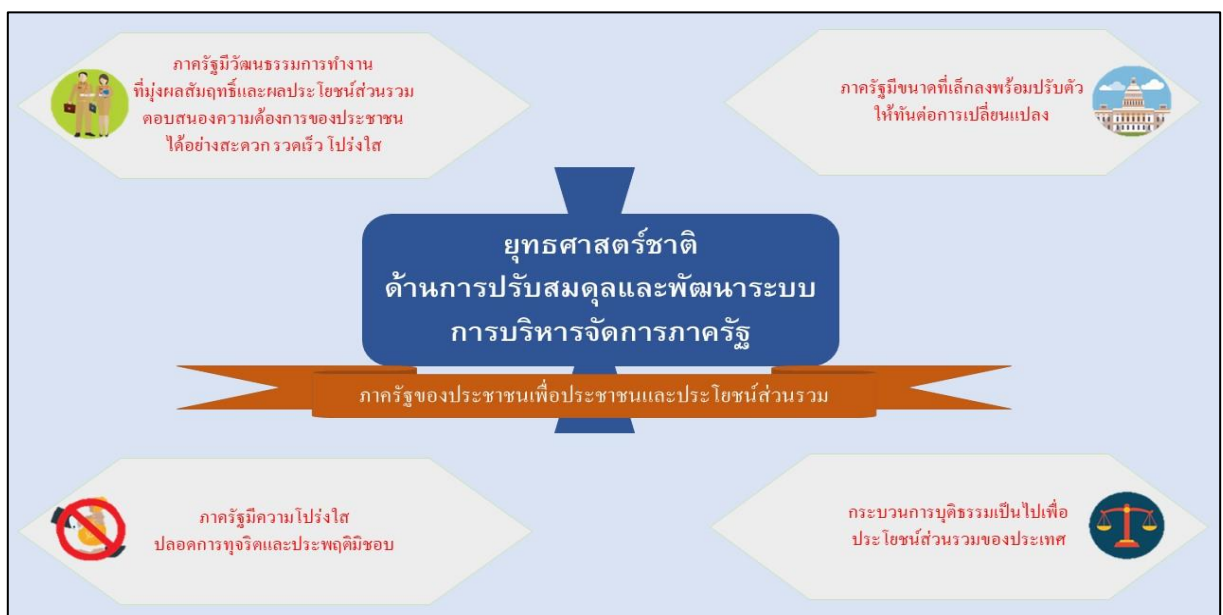 ภาครัฐมีวัฒนธรรมการทำงาน
ที่มุ่งผลสัมฤทธิ์และผลประโยชน์ส่วนรวม
ตอบสนองความต้องการของประชาชน
ได้อย่างสะดวก รวดเร็ว โปร่งใส
ภาครัฐมีขนาดที่เล็กลงพร้อมปรับตัว
ให้ทันต่อการเปลี่ยนแปลง
ยุทธศาสตร์ชาติ
ด้านการปรับสมดุลและพัฒนาระบบ
การบริหารจัดการภาครัฐ
ภาครัฐของประชาชนเพื่อประชาชนและประโยชน์ส่วนรวม
ภาครัฐมีความโปร่งใส
ปลอดการทุจริตและประพฤติมิชอบ
กระบวนการยุติธรรมเป็นไปเพื่อ
ประโยชน์ส่วนรวมของประเทศ